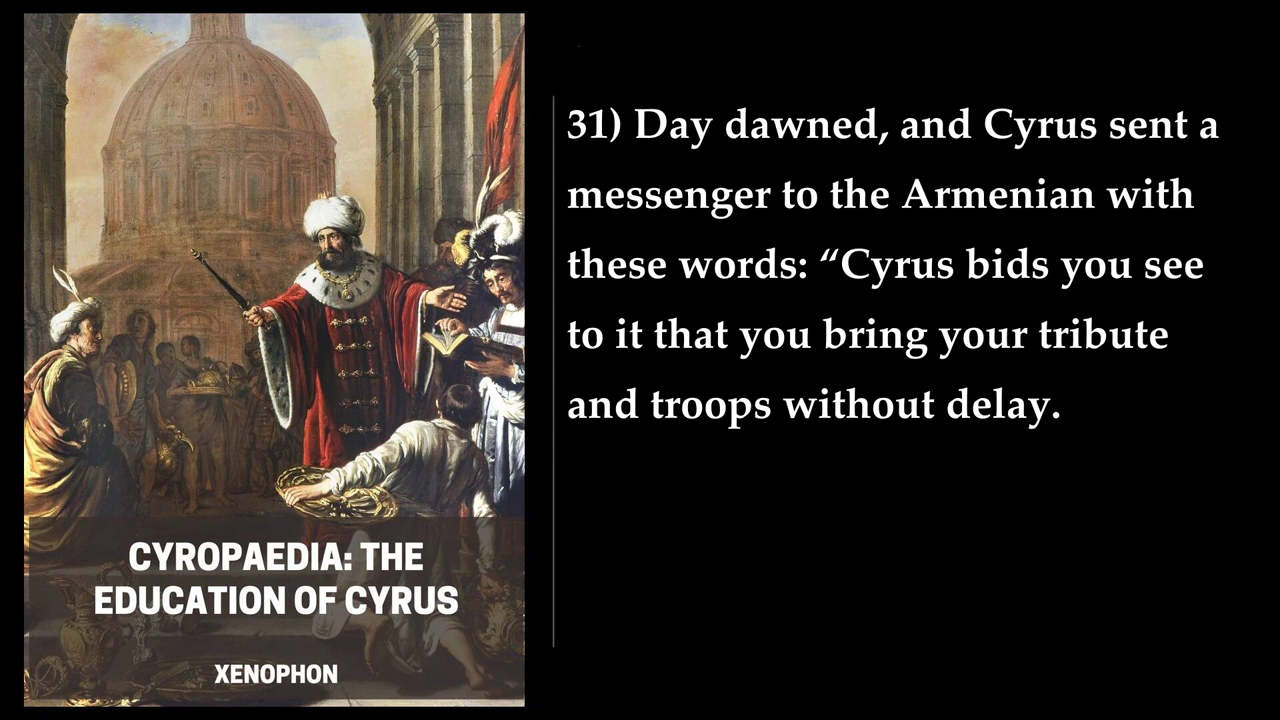 31) Day dawned, and Cyrus sent a
messenger to the Armenian with
these words: “Cyrus bids you see
to it that you bring your tribute
and troops without delay.
CYROPAEDIA: THE
EDUCATION OF CYRUS
XENOPHON